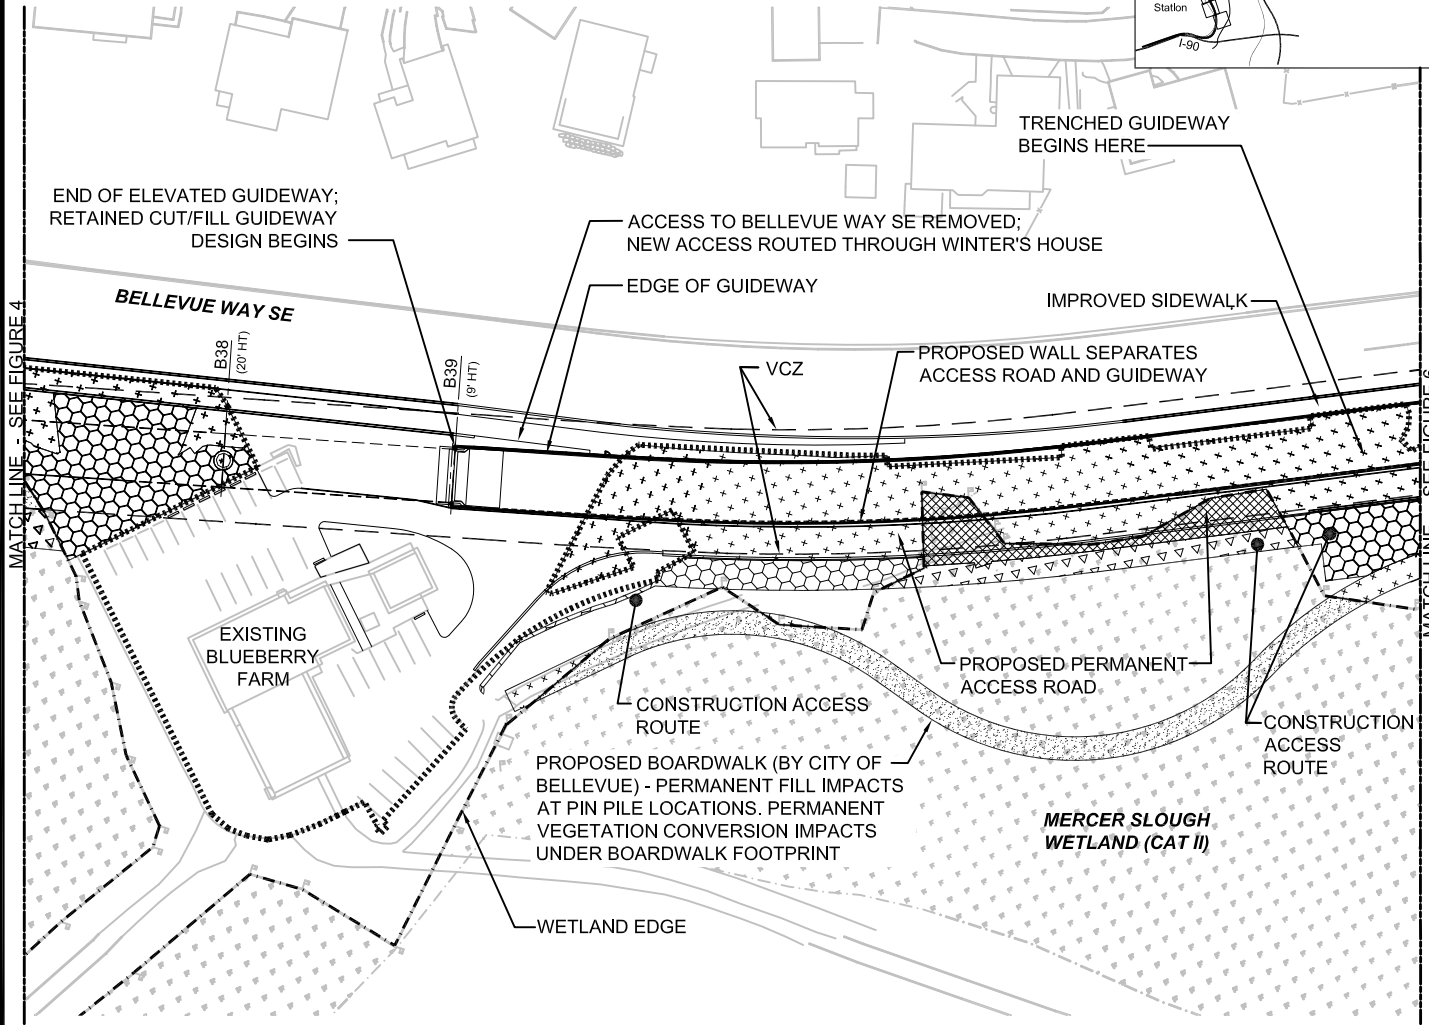 Station
I-90
TRENCHED GUIDEWAY
BEGINS HERE
END OF ELEVATED GUIDEWAY;
RETAINED CUT/FILL GUIDEWAY
DESIGN BEGINS
ACCESS TO BELLEVUE WAY SE REMOVED;
NEW ACCESS ROUTED THROUGH WINTER'S HOUSE
EDGE OF GUIDEWAY
IMPROVED SIDEWALK
BELLEVUE WAY SE
B38
(20' HT)
B39
(9' HT)
VCZ
PROPOSED WALL SEPARATES
ACCESS ROAD AND GUIDEWAY
MATCH LINE - SEE FIGURE 4
MATCH LINE - SEE FIGURE 6
EXISTING
BLUEBERRY
FARM
CONSTRUCTION ACCESS
ROUTE
PROPOSED PERMANENT
ACCESS ROAD
CONSTRUCTION
ACCESS
ROUTE
PROPOSED BOARDWALK (BY CITY OF
BELLEVUE) - PERMANENT FILL IMPACTS
AT PIN PILE LOCATIONS. PERMANENT
VEGETATION CONVERSION IMPACTS
UNDER BOARDWALK FOOTPRINT
MERCER SLOUGH
WETLAND (CAT II)
WETLAND EDGE